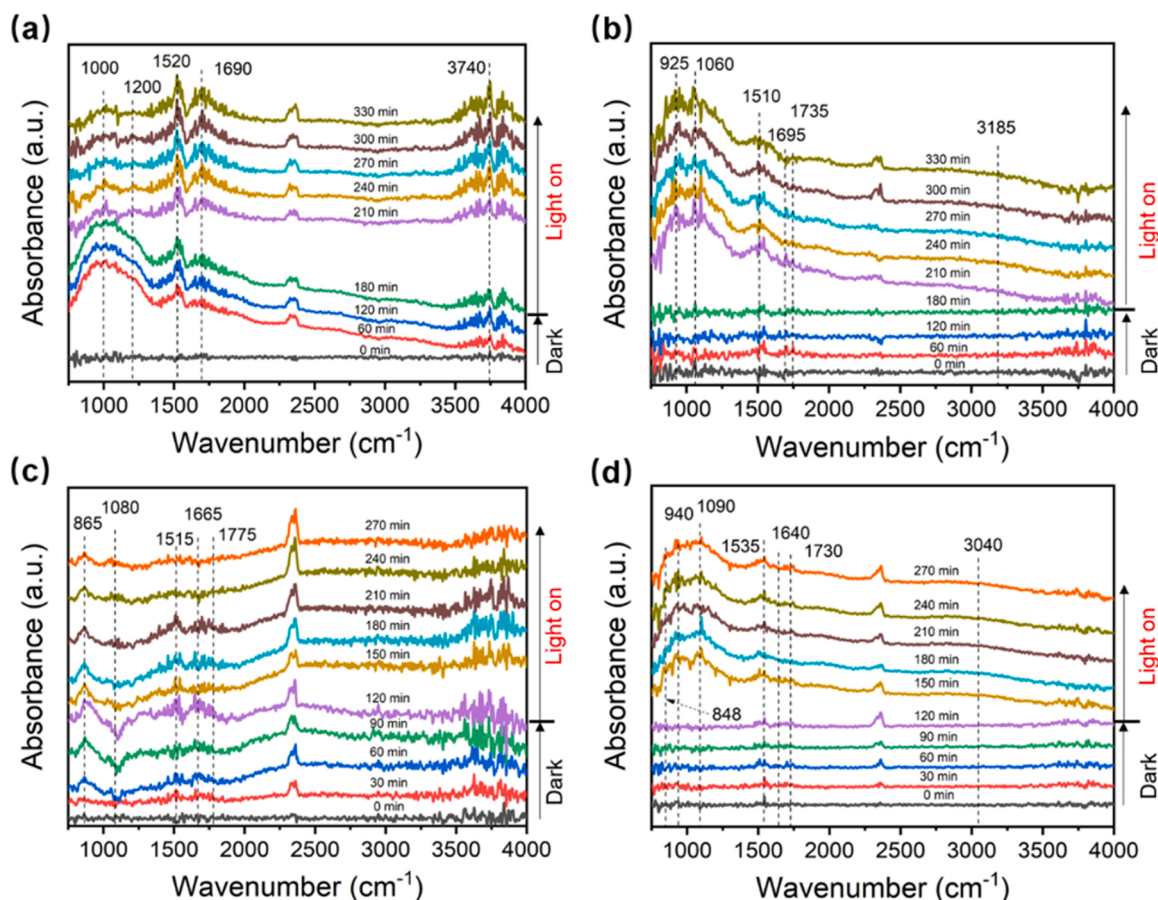 (a)
1000
1200
1520
1690
3740
330 min
300 min
270 min
240 min
210 min
180 min
120 min
60 min
0 min
Light on
Dark
Absorbance (a.u.)
1000 1500 2000 2500 3000 3500 4000
Wavenumber (cm⁻¹)
(b)
925
1060
1510
1695
1735
3185
330 min
300 min
270 min
240 min
210 min
180 min
120 min
60 min
0 min
Light on
Dark
Absorbance (a.u.)
1000 1500 2000 2500 3000 3500 4000
Wavenumber (cm⁻¹)
(c)
865
1080
1515
1665
1775
270 min
240 min
210 min
180 min
150 min
120 min
90 min
60 min
30 min
0 min
Light on
Dark
Absorbance (a.u.)
1000 1500 2000 2500 3000 3500 4000
Wavenumber (cm⁻¹)
(d)
940
1090
1535
1640
1730
3040
848
270 min
240 min
210 min
180 min
150 min
120 min
90 min
60 min
30 min
0 min
Light on
Dark
Absorbance (a.u.)
1000 1500 2000 2500 3000 3500 4000
Wavenumber (cm⁻¹)